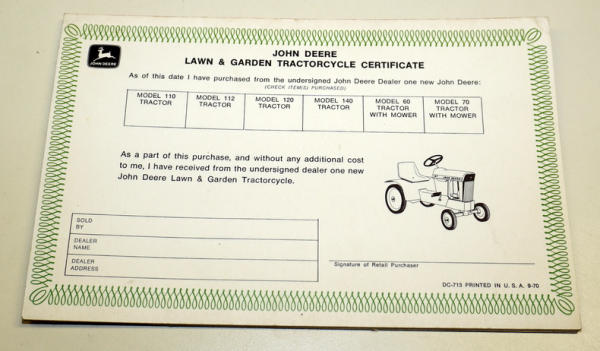 JOHN DEERE
JOHN DEERE
LAWN & GARDEN TRACTORCYCLE CERTIFICATE
As of this date I have purchased from the undersigned John Deere Dealer one new John Deere:
(CHECK ITEM(S) PURCHASED)
MODEL 110 TRACTOR
MODEL 112 TRACTOR
MODEL 120 TRACTOR
MODEL 140 TRACTOR
MODEL 60 TRACTOR WITH MOWER
MODEL 70 TRACTOR WITH MOWER
As a part of this purchase, and without any additional cost
to me, I have received from the undersigned dealer one new
John Deere Lawn & Garden Tractorcycle.
SOLD
BY
DEALER
NAME
DEALER
ADDRESS
Signature of Retail Purchaser
DC-713 PRINTED IN U.S.A. 9-70